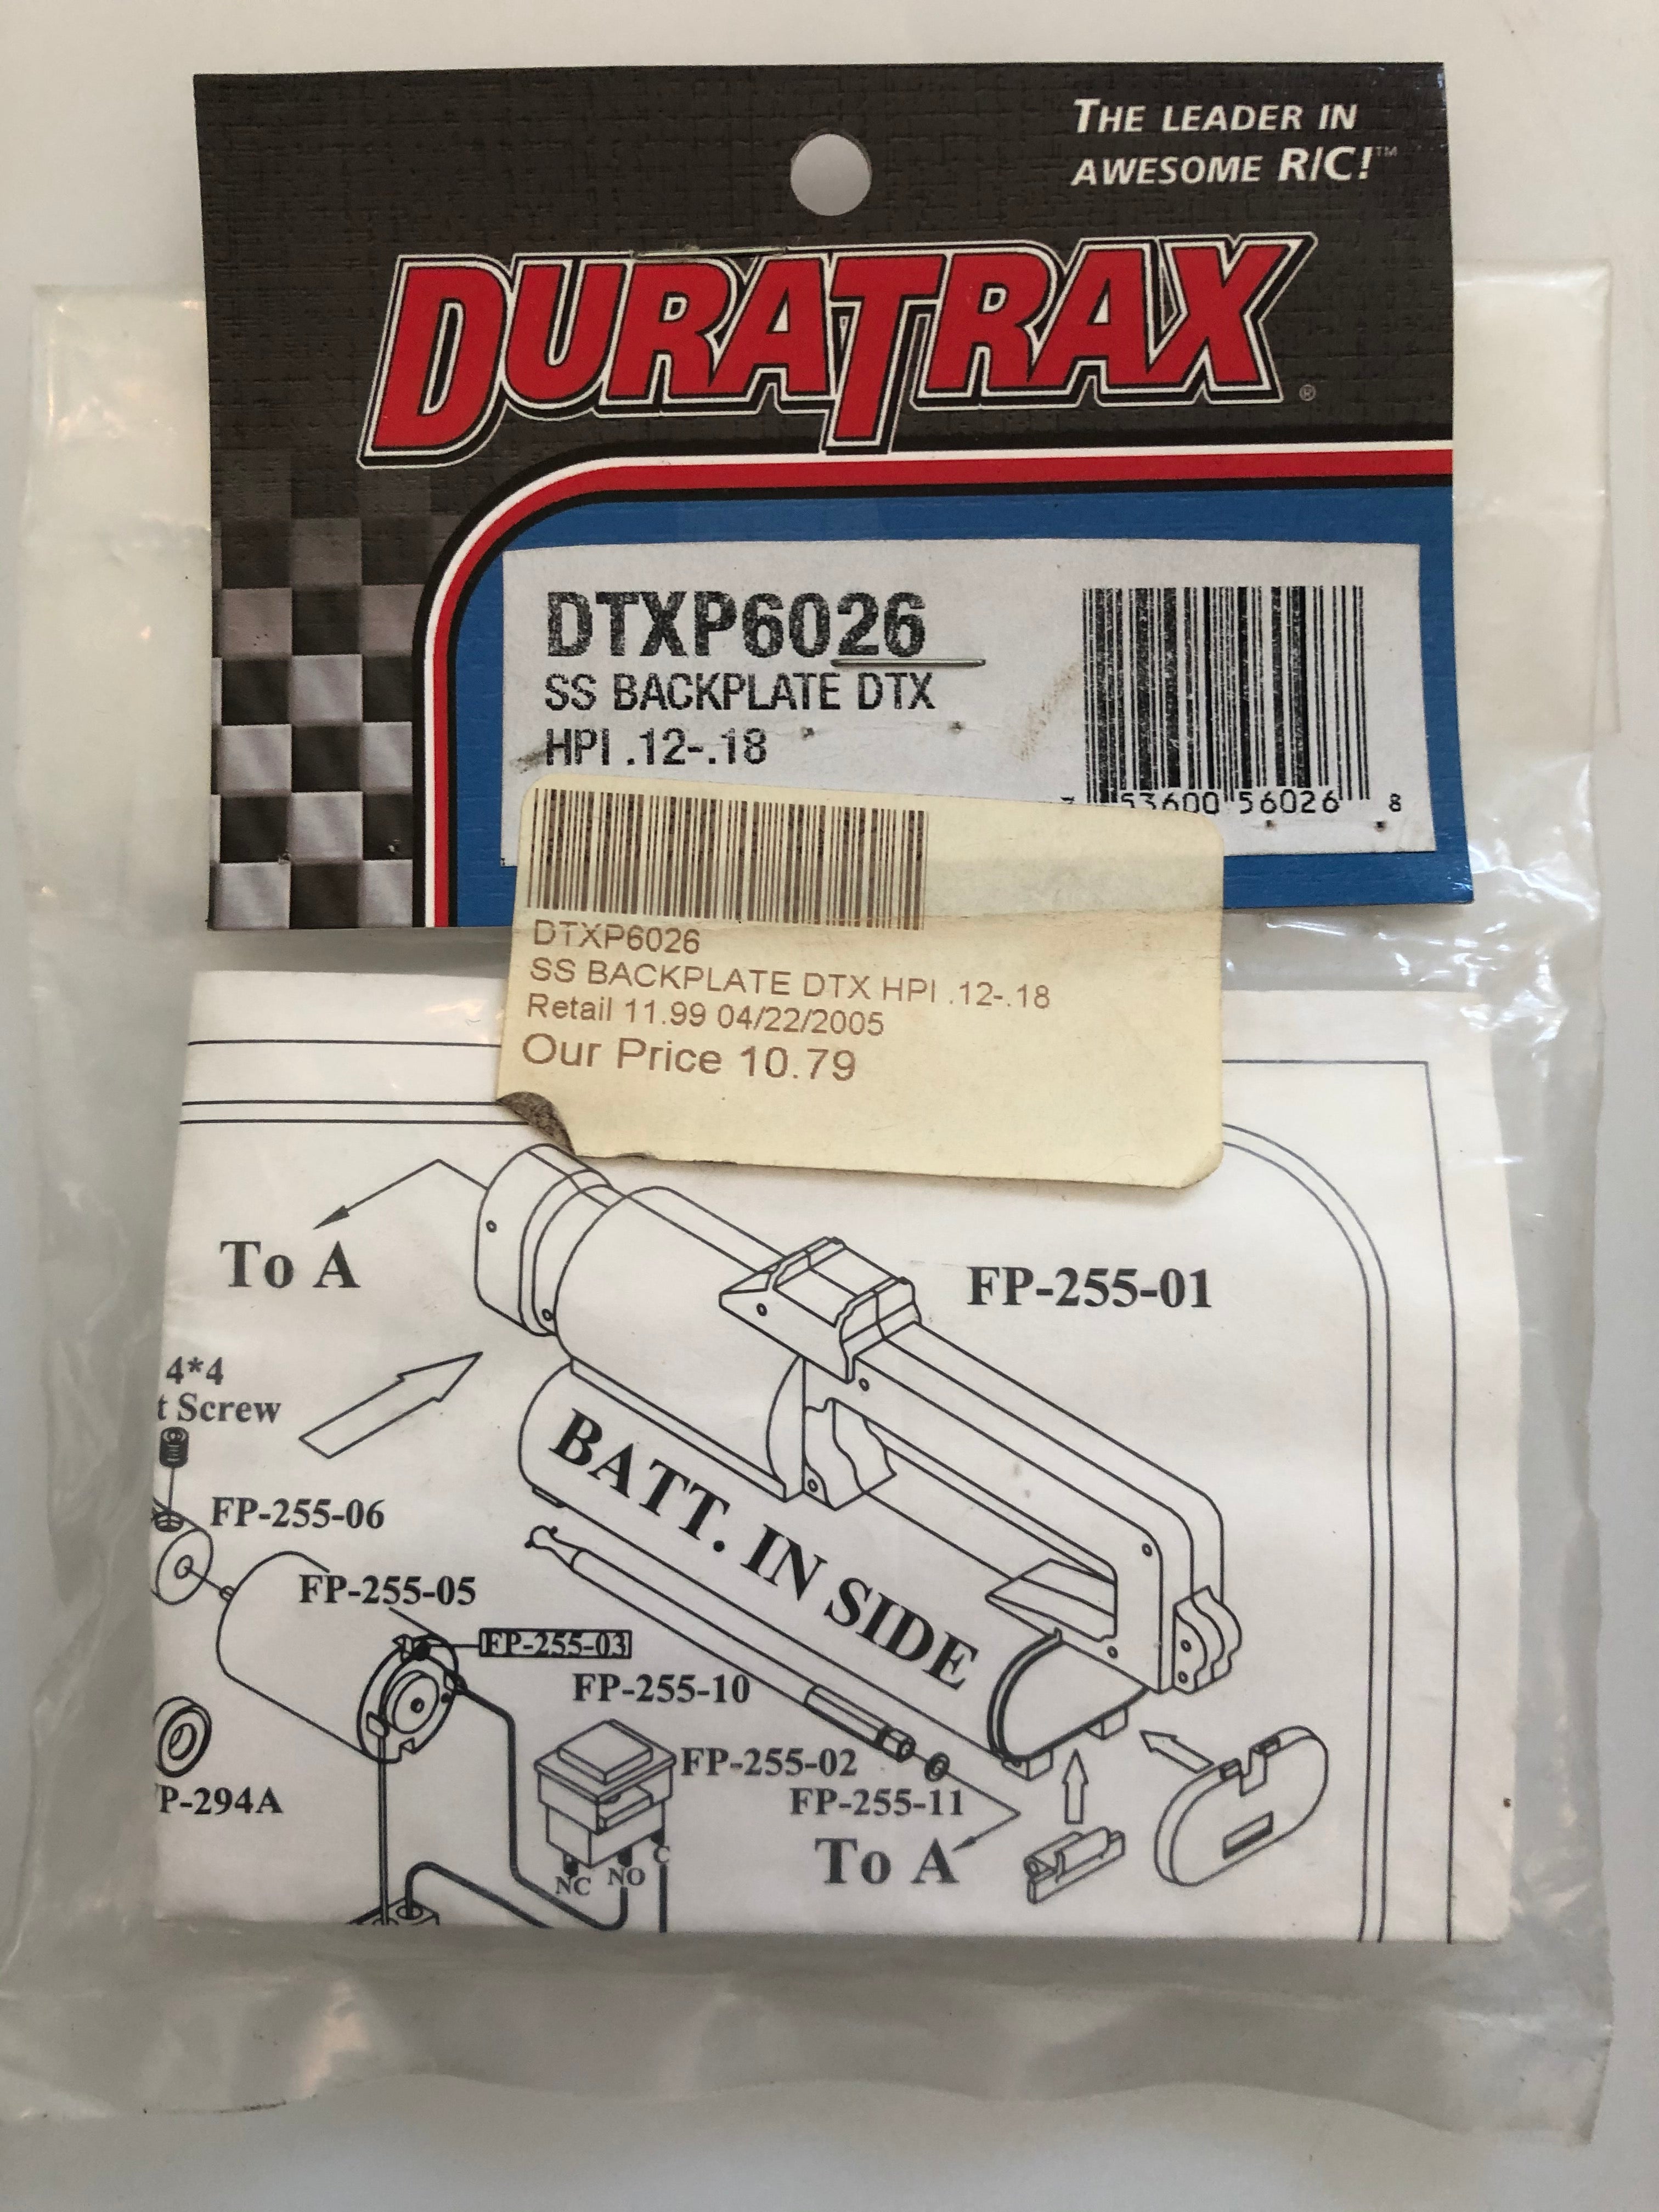 THE LEADER IN
AWESOME R/C!™
DURATRAX®
DTXP6026
SS BACKPLATE DTX
HPI .12-.18
53600 56026 8
DTXP6026
SS BACKPLATE DTX HPI .12-.18
Retail 11.99 04/22/2005
Our Price 10.79
To A
FP-255-01
4*4
t Screw
BATT. IN SIDE
FP-255-06
FP-255-05
FP-255-03
FP-255-10
FP-255-02
P-294A
FP-255-11
To A
NC NO C